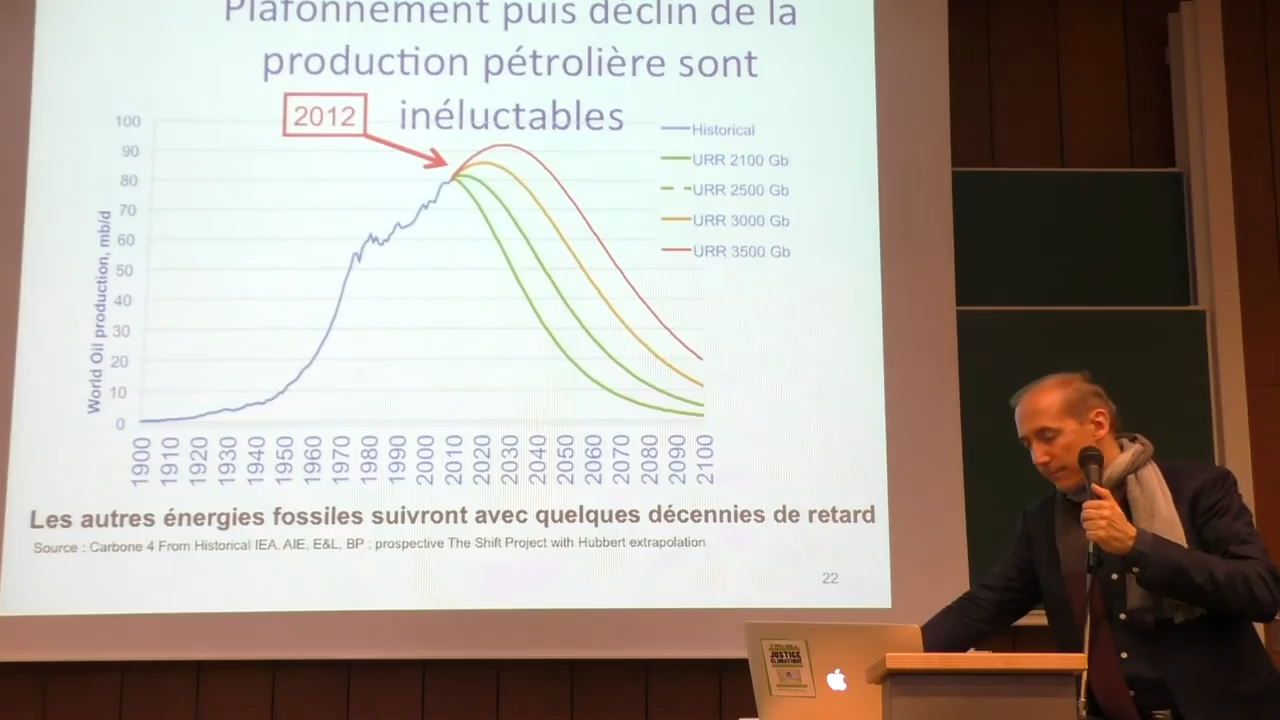 Plafonnement puis déclin de la
production pétrolière sont
inéluctables
2012
100
90
80
70
60
50
40
30
20
10
0
World Oil production, mb/d
1900 1910 1920 1930 1940 1950 1960 1970 1980 1990 2000 2010 2020 2030 2040 2050 2060 2070 2080 2090 2100
Historical
URR 2100 Gb
URR 2500 Gb
URR 3000 Gb
URR 3500 Gb
Les autres énergies fossiles suivront avec quelques décennies de retard
Source : Carbone 4 From Historical IEA, AIE, E&L, BP : prospective The Shift Project with Hubbert extrapolation
22
JUSTICE
CLIMATIQUE